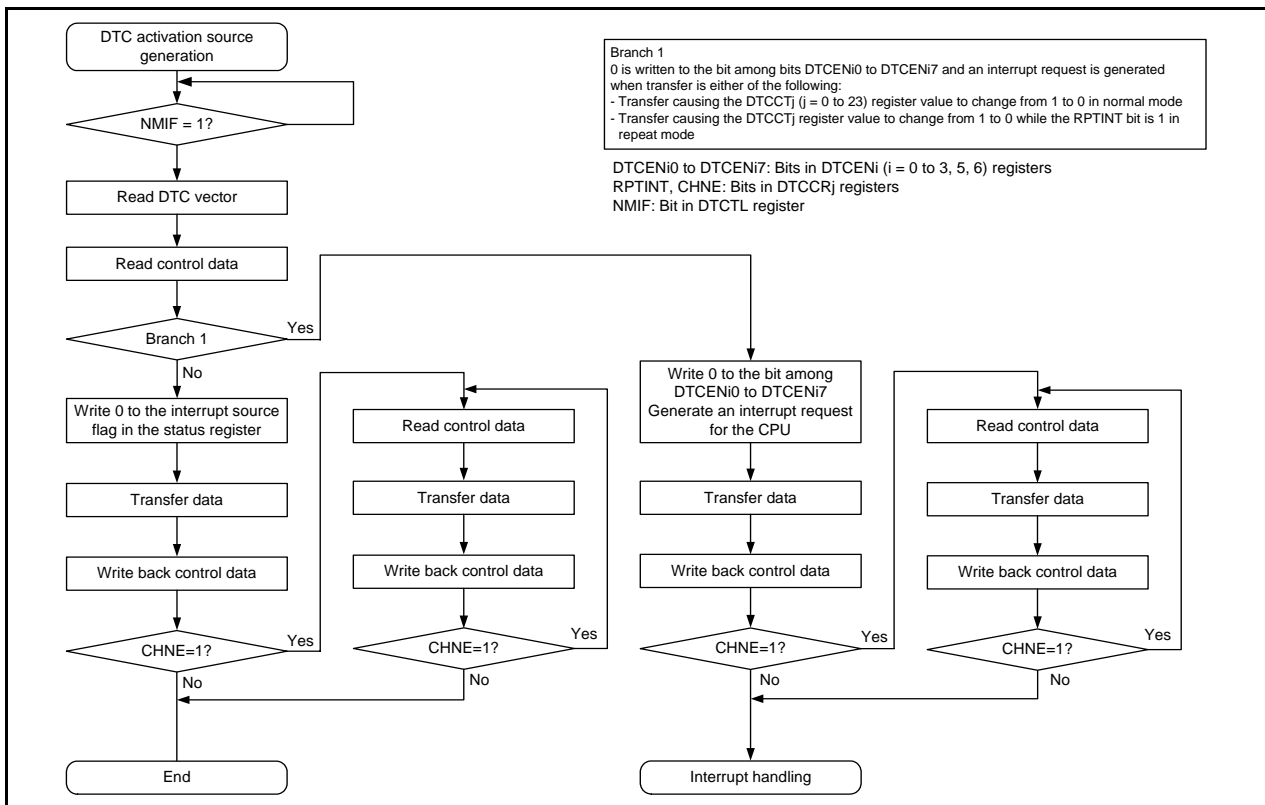 DTC activation source
generation
NMIF = 1?
Read DTC vector
Read control data
Branch 1
Yes
No
Write 0 to the interrupt source
flag in the status register
Transfer data
Write back control data
CHNE=1?
Yes
No
End
Read control data
Transfer data
Write back control data
CHNE=1?
Yes
No
Branch 1
0 is written to the bit among bits DTCENi0 to DTCENi7 and an interrupt request is generated
when transfer is either of the following:
- Transfer causing the DTCCTj (j = 0 to 23) register value to change from 1 to 0 in normal mode
- Transfer causing the DTCCTj register value to change from 1 to 0 while the RPTINT bit is 1 in
repeat mode
DTCENi0 to DTCENi7: Bits in DTCENi (i = 0 to 3, 5, 6) registers
RPTINT, CHNE: Bits in DTCCRj registers
NMIF: Bit in DTCTL register
Write 0 to the bit among
DTCENi0 to DTCENi7
Generate an interrupt request
for the CPU
Transfer data
Write back control data
CHNE=1?
Yes
No
Interrupt handling
Read control data
Transfer data
Write back control data
CHNE=1?
Yes
No